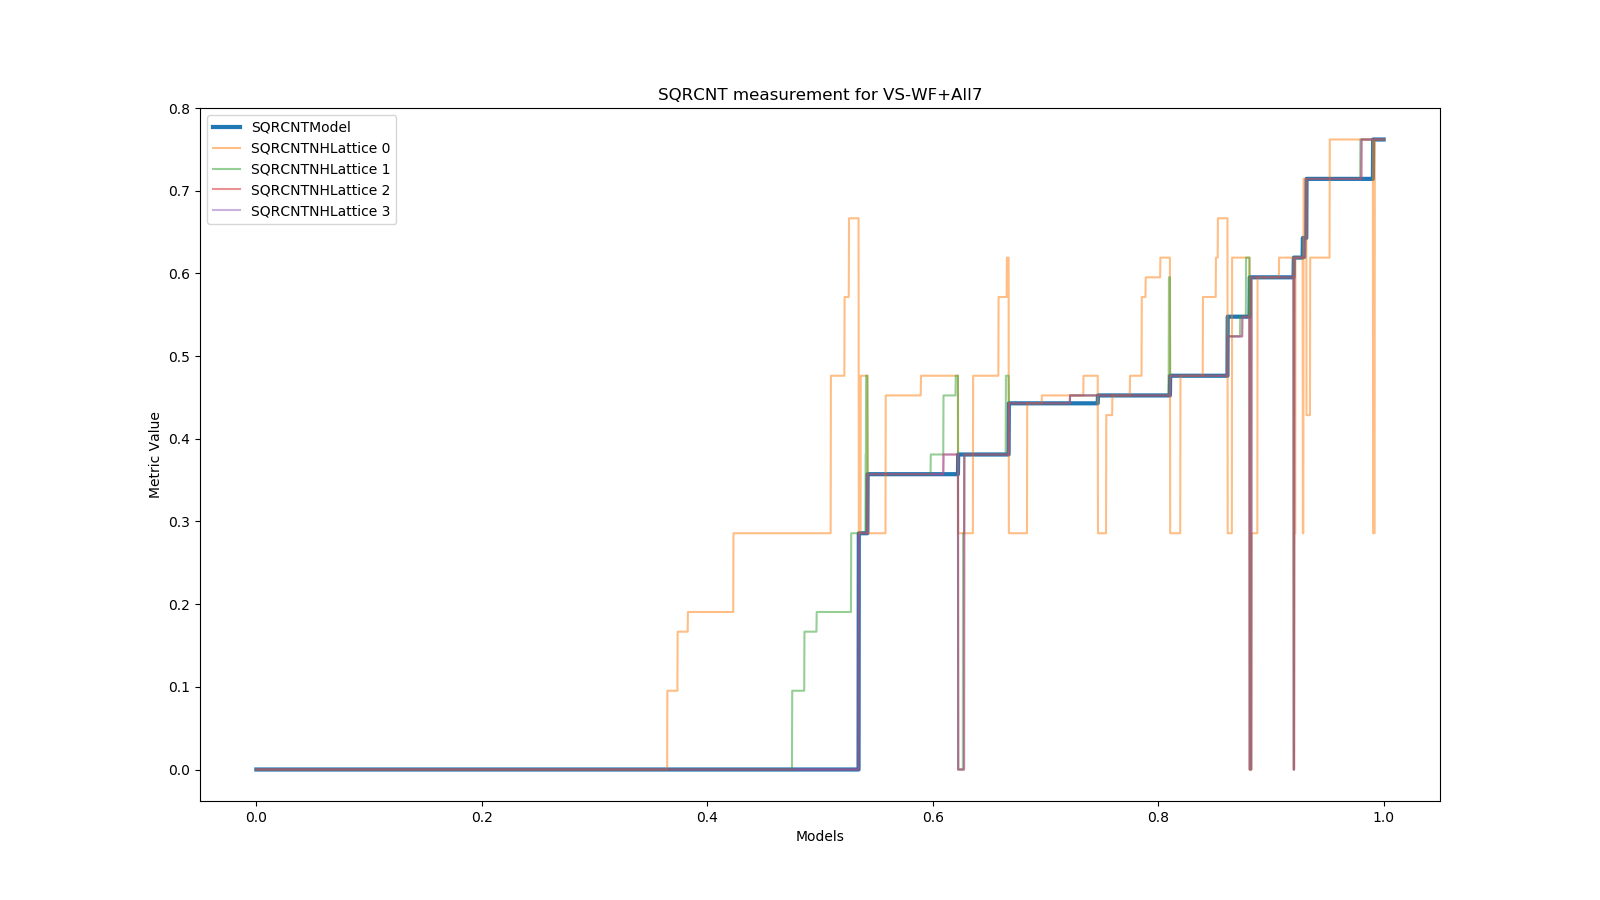 SQRCNT measurement for VS-WF+All7
0.8
0.7
0.6
0.5
0.4
0.3
0.2
0.1
0.0
Metric Value
SQRCNTModel
SQRCNTNHLattice 0
SQRCNTNHLattice 1
SQRCNTNHLattice 2
SQRCNTNHLattice 3
0.0 0.2 0.4 0.6 0.8 1.0
Models